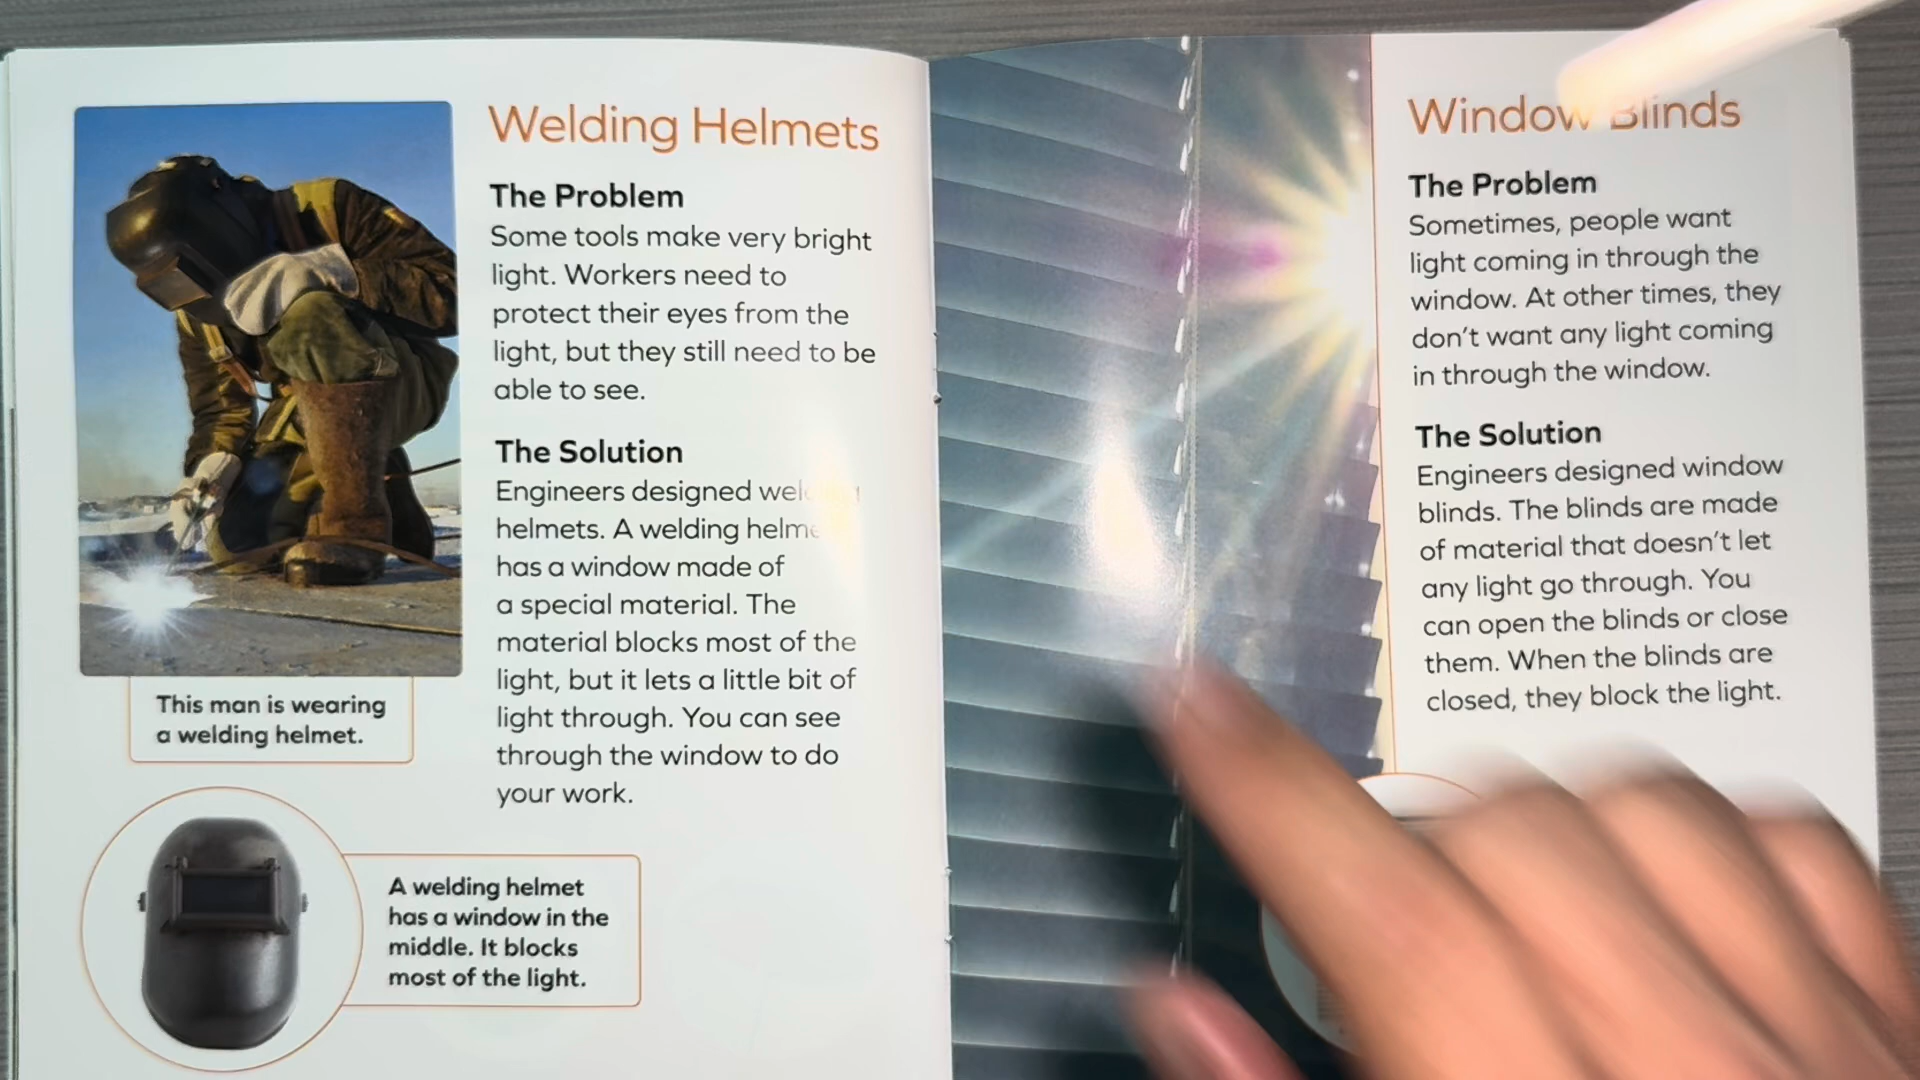 Welding Helmets
The Problem
Some tools make very bright
light. Workers need to
protect their eyes from the
light, but they still need to be
able to see.
The Solution
Engineers designed welding
helmets. A welding helmet
has a window made of
a special material. The
material blocks most of the
light, but it lets a little bit of
light through. You can see
through the window to do
your work.
This man is wearing
a welding helmet.
A welding helmet
has a window in the
middle. It blocks
most of the light.
Window Blinds
The Problem
Sometimes, people want
light coming in through the
window. At other times, they
don't want any light coming
in through the window.
The Solution
Engineers designed window
blinds. The blinds are made
of material that doesn't let
any light go through. You
can open the blinds or close
them. When the blinds are
closed, they block the light.